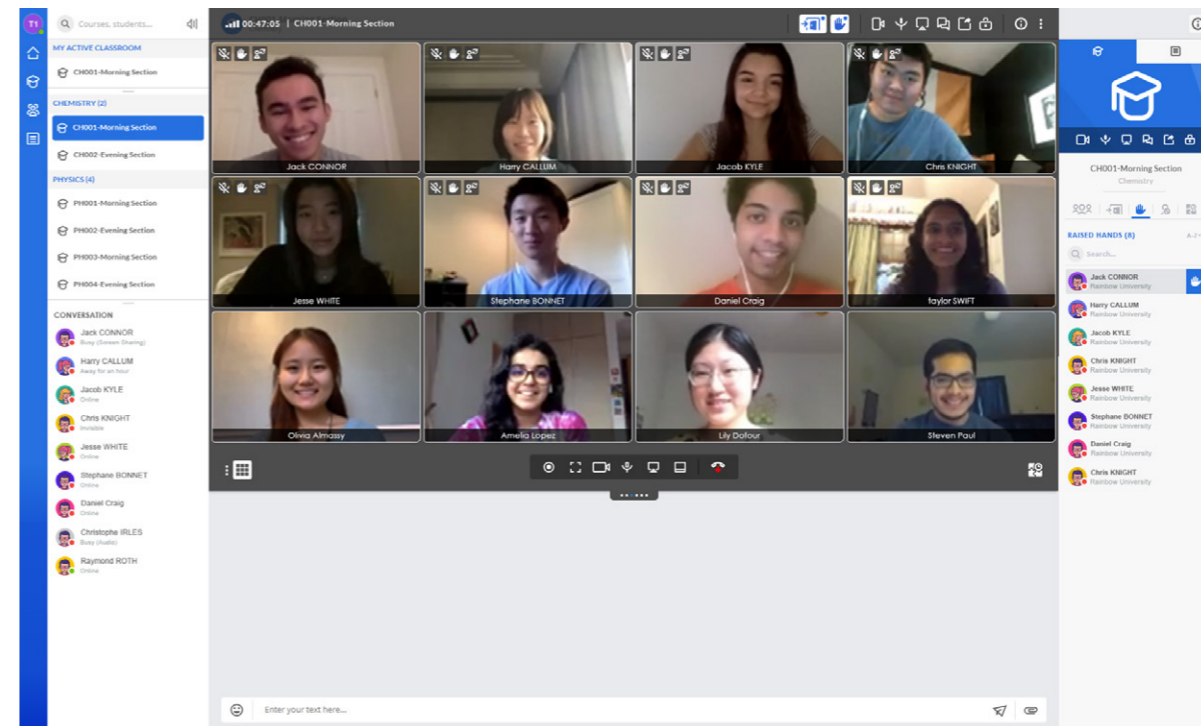 T1
Courses, students...
MY ACTIVE CLASSROOM
CH001-Morning Section
CHEMISTRY (2)
CH001-Morning Section
CH002-Evening Section
PHYSICS (4)
PH001-Morning Section
PH002-Evening Section
PH003-Morning Section
PH004-Evening Section
CONVERSATION
Jack CONNOR
Busy (Screen Sharing)
Harry CALLUM
Away for an hour
Jacob KYLE
Online
Chris KNIGHT
Invisible
Jesse WHITE
Online
Stephane BONNET
Online
Daniel Craig
Online
Christophe IRLES
Busy (Audio)
Raymond ROTH
Online
00:47:05 | CH001-Morning Section
Jack CONNOR
Harry CALLUM
Jacob KYLE
Chris KNIGHT
Jesse WHITE
Stephane BONNET
Daniel Craig
taylor SWIFT
Olivia Almassy
Amelia Lopez
Lily Dofour
Steven Paul
Enter your text here...
CH001-Morning Section
Chemistry
RAISED HANDS (8)
A-Z
Search...
Jack CONNOR
Rainbow University
Harry CALLUM
Rainbow University
Jacob KYLE
Rainbow University
Chris KNIGHT
Rainbow University
Jesse WHITE
Rainbow University
Stephane BONNET
Rainbow University
Daniel Craig
Rainbow University
Chris KNIGHT
Rainbow University